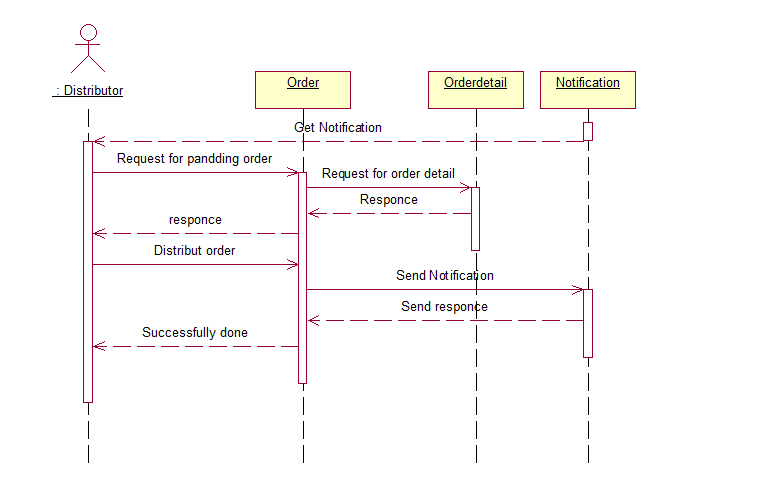 : Distributor
Order
Orderdetail
Notification
Get Notification
Request for pandding order
Request for order detail
Responce
responce
Distribut order
Send Notification
Send responce
Successfully done